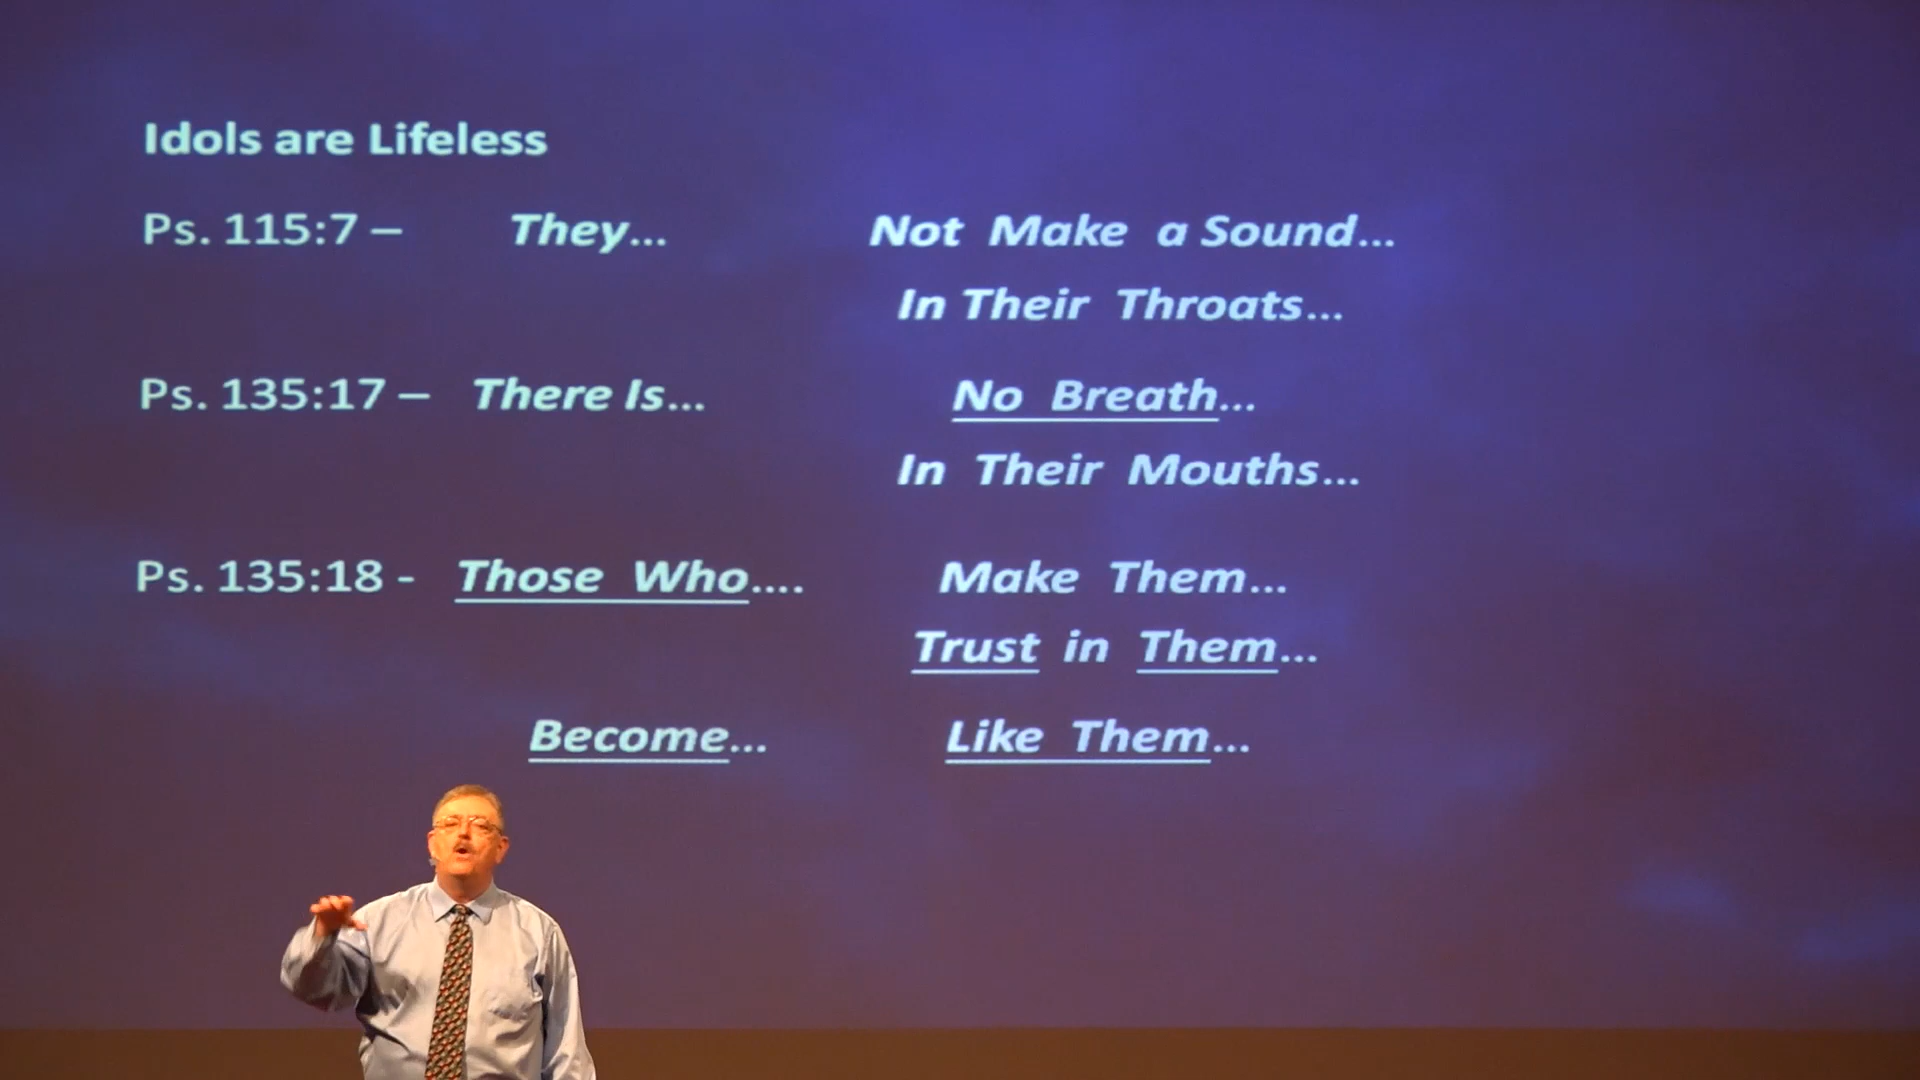 Idols are Lifeless
Ps. 115:7 – They... Not Make a Sound...
In Their Throats...
Ps. 135:17 – There Is... No Breath...
In Their Mouths...
Ps. 135:18 - Those Who.... Make Them...
Trust in Them...
Become... Like Them...